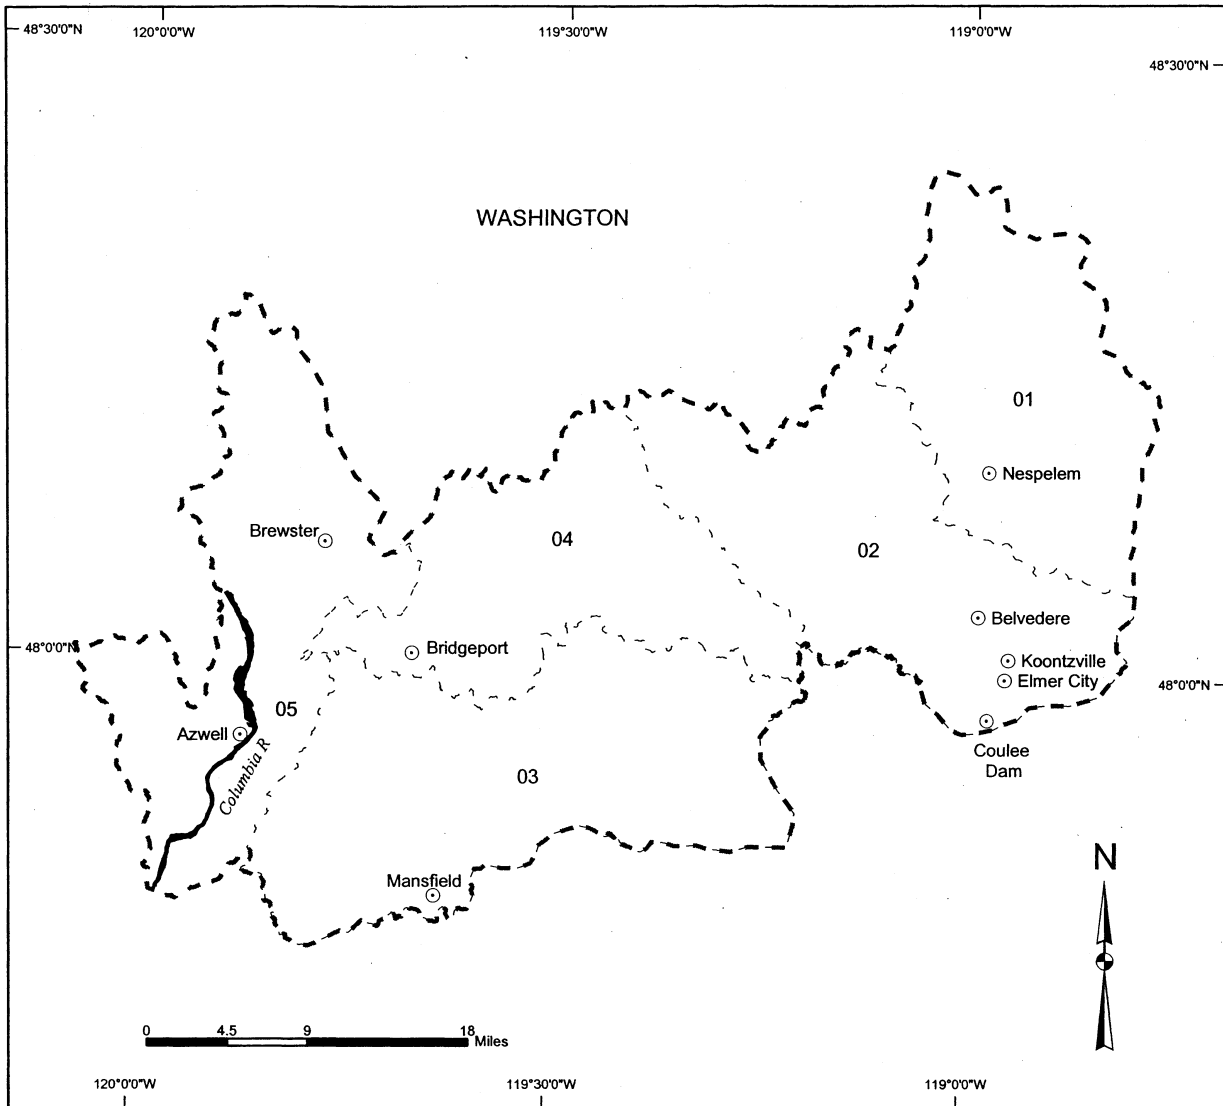 48°30'0"N
120°0'0"W
119°30'0"W
119°0'0"W
48°30'0"N
WASHINGTON
01
Nespelem
Brewster
04
02
Belvedere
48°0'0"N
Bridgeport
Koontzville
Elmer City
48°0'0"N
05
Azwell
Columbia R
Coulee
Dam
03
N
Mansfield
0 4.5 9 18
Miles
120°0'0"W
119°30'0"W
119°0'0"W